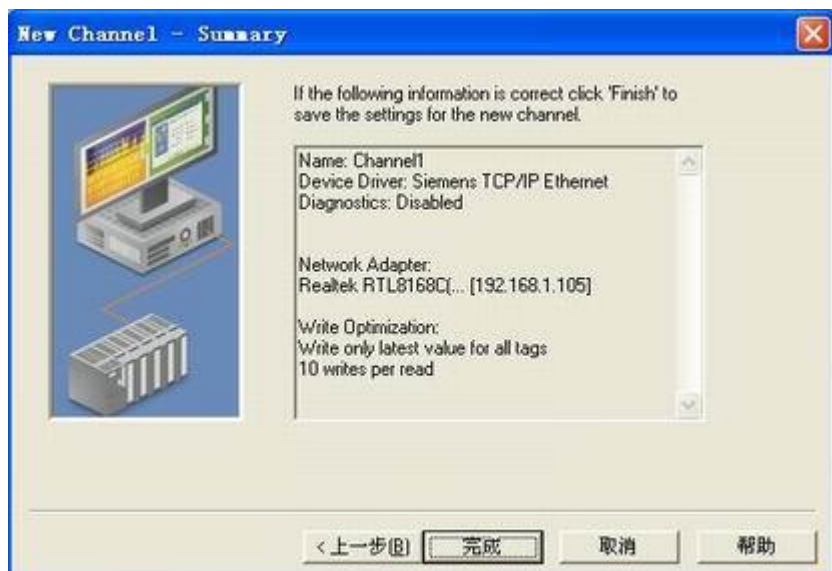 New Channel - Summary
If the following information is correct click 'Finish' to
save the settings for the new channel.
Name: Channel1
Device Driver: Siemens TCP/IP Ethernet
Diagnostics: Disabled
Network Adapter:
Realtek RTL8168C(... [192.168.1.105]
Write Optimization:
Write only latest value for all tags
10 writes per read
<上一步(B) 完成 取消 帮助